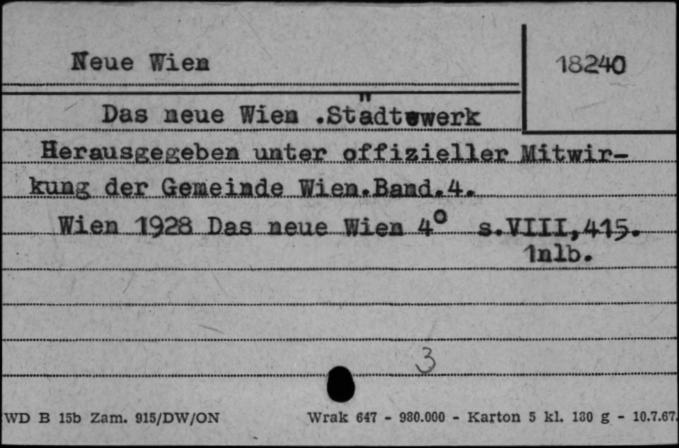 Neue Wien
18240
Das neue Wien .Städtewerk
Herausgegeben unter offizieller Mitwir-
kung der Gemeinde Wien.Band.4.
Wien 1928 Das neue Wien 4° s.VIII,415.
1nlb.
3
WD B 15b Zam. 915/DW/ON Wrak 647 - 980.000 - Karton 5 kl. 130 g - 10.7.67.